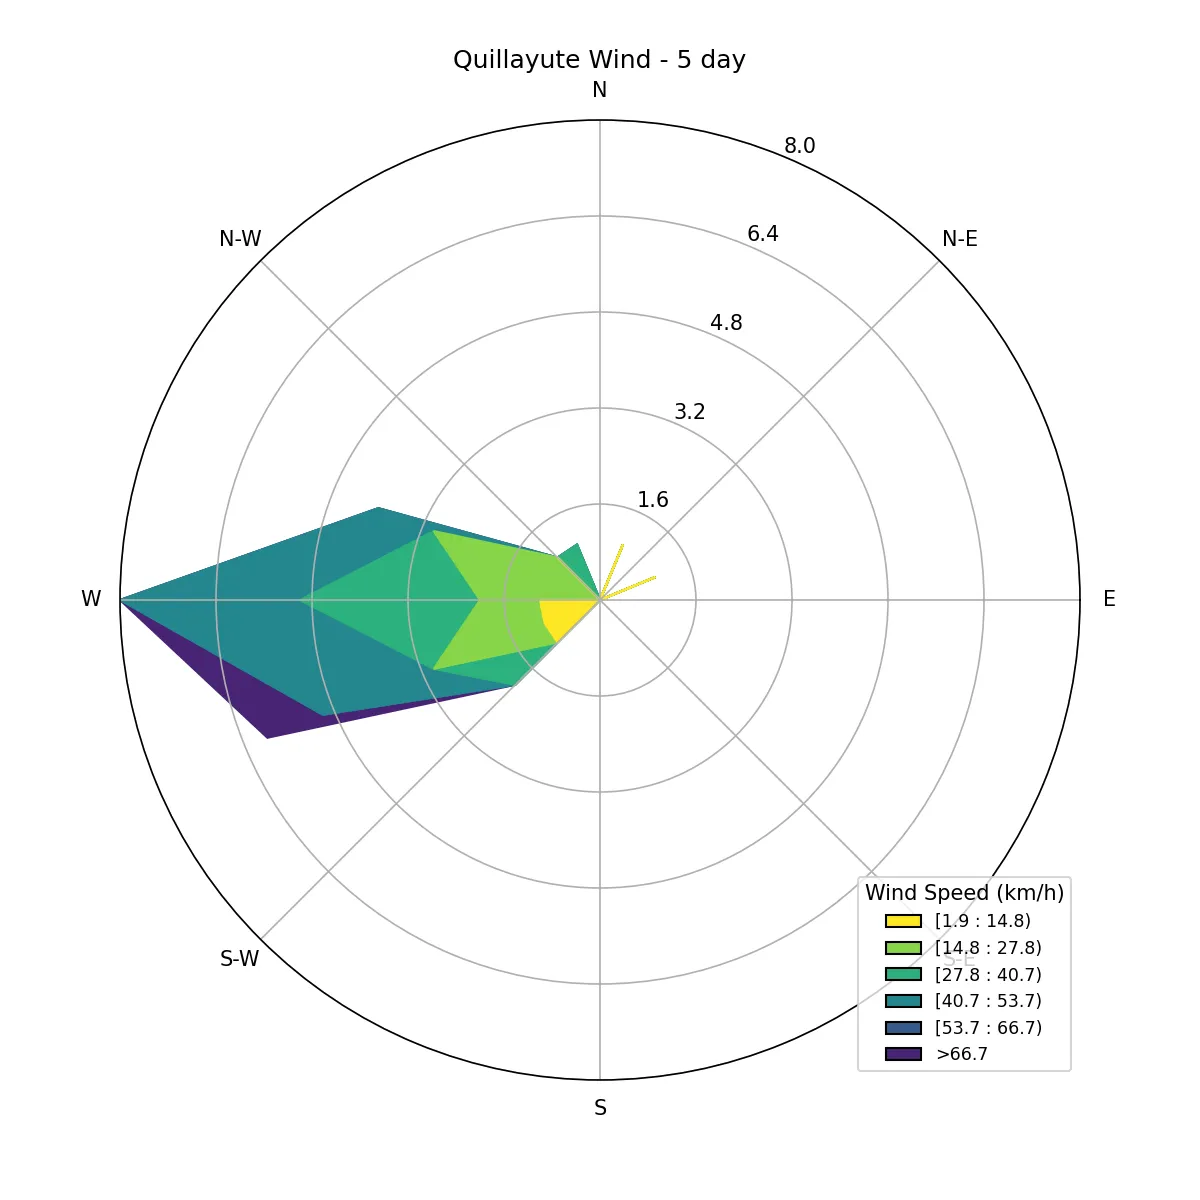 Quillayute Wind - 5 day
N
8.0
N-W
N-E
6.4
4.8
3.2
1.6
W
E
S-W
S-E
S
Wind Speed (km/h)
[1.9 : 14.8)
[14.8 : 27.8)
[27.8 : 40.7)
[40.7 : 53.7)
[53.7 : 66.7)
>66.7